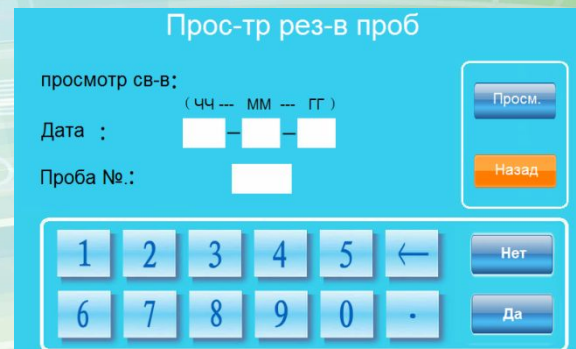 Прос-тр рез-в проб
просмотр св-в:
( ЧЧ --- ММ --- ГГ )
Просм.
Дата :
– –
Проба №.:
Назад
1 2 3 4 5 ← Нет
6 7 8 9 0 . Да